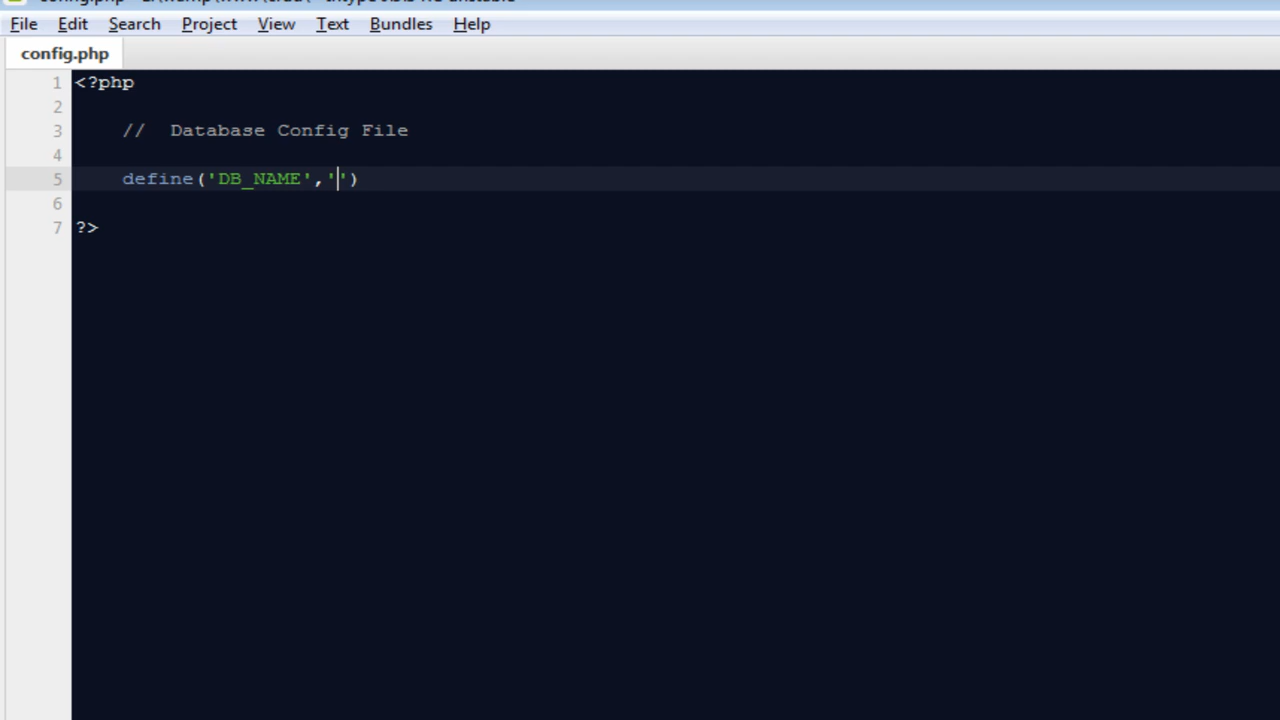 File Edit Search Project View Text Bundles Help
config.php
1 <?php
2
3 // Database Config File
4
5 define('DB_NAME','')
6
7 ?>